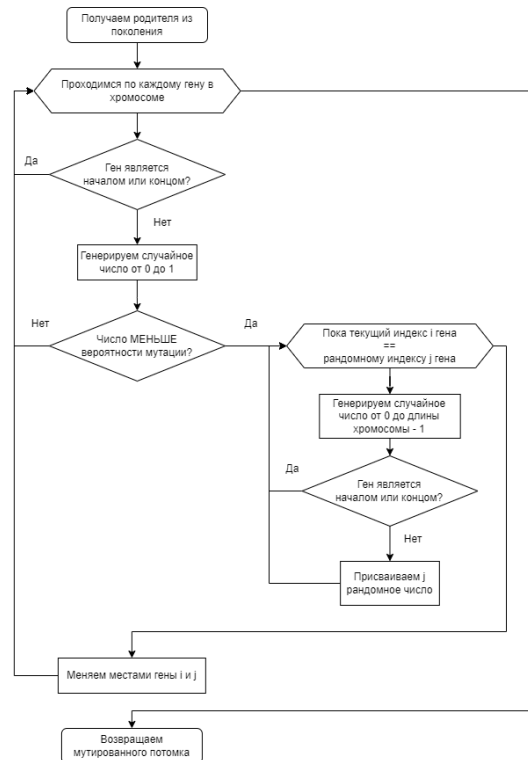 Получаем родителя из
поколения
Проходимся по каждому гену в
хромосоме
Да
Ген является
началом или концом?
Нет
Генерируем случайное
число от 0 до 1
Нет
Число МЕНЬШЕ
вероятности мутации?
Да
Пока текущий индекс i гена
==
рандомному индексу j гена
Генерируем случайное
число от 0 до длины
хромосомы - 1
Да
Ген является
началом или концом?
Нет
Присваиваем j
рандомное число
Меняем местами гены i и j
Возвращаем
мутированного потомка